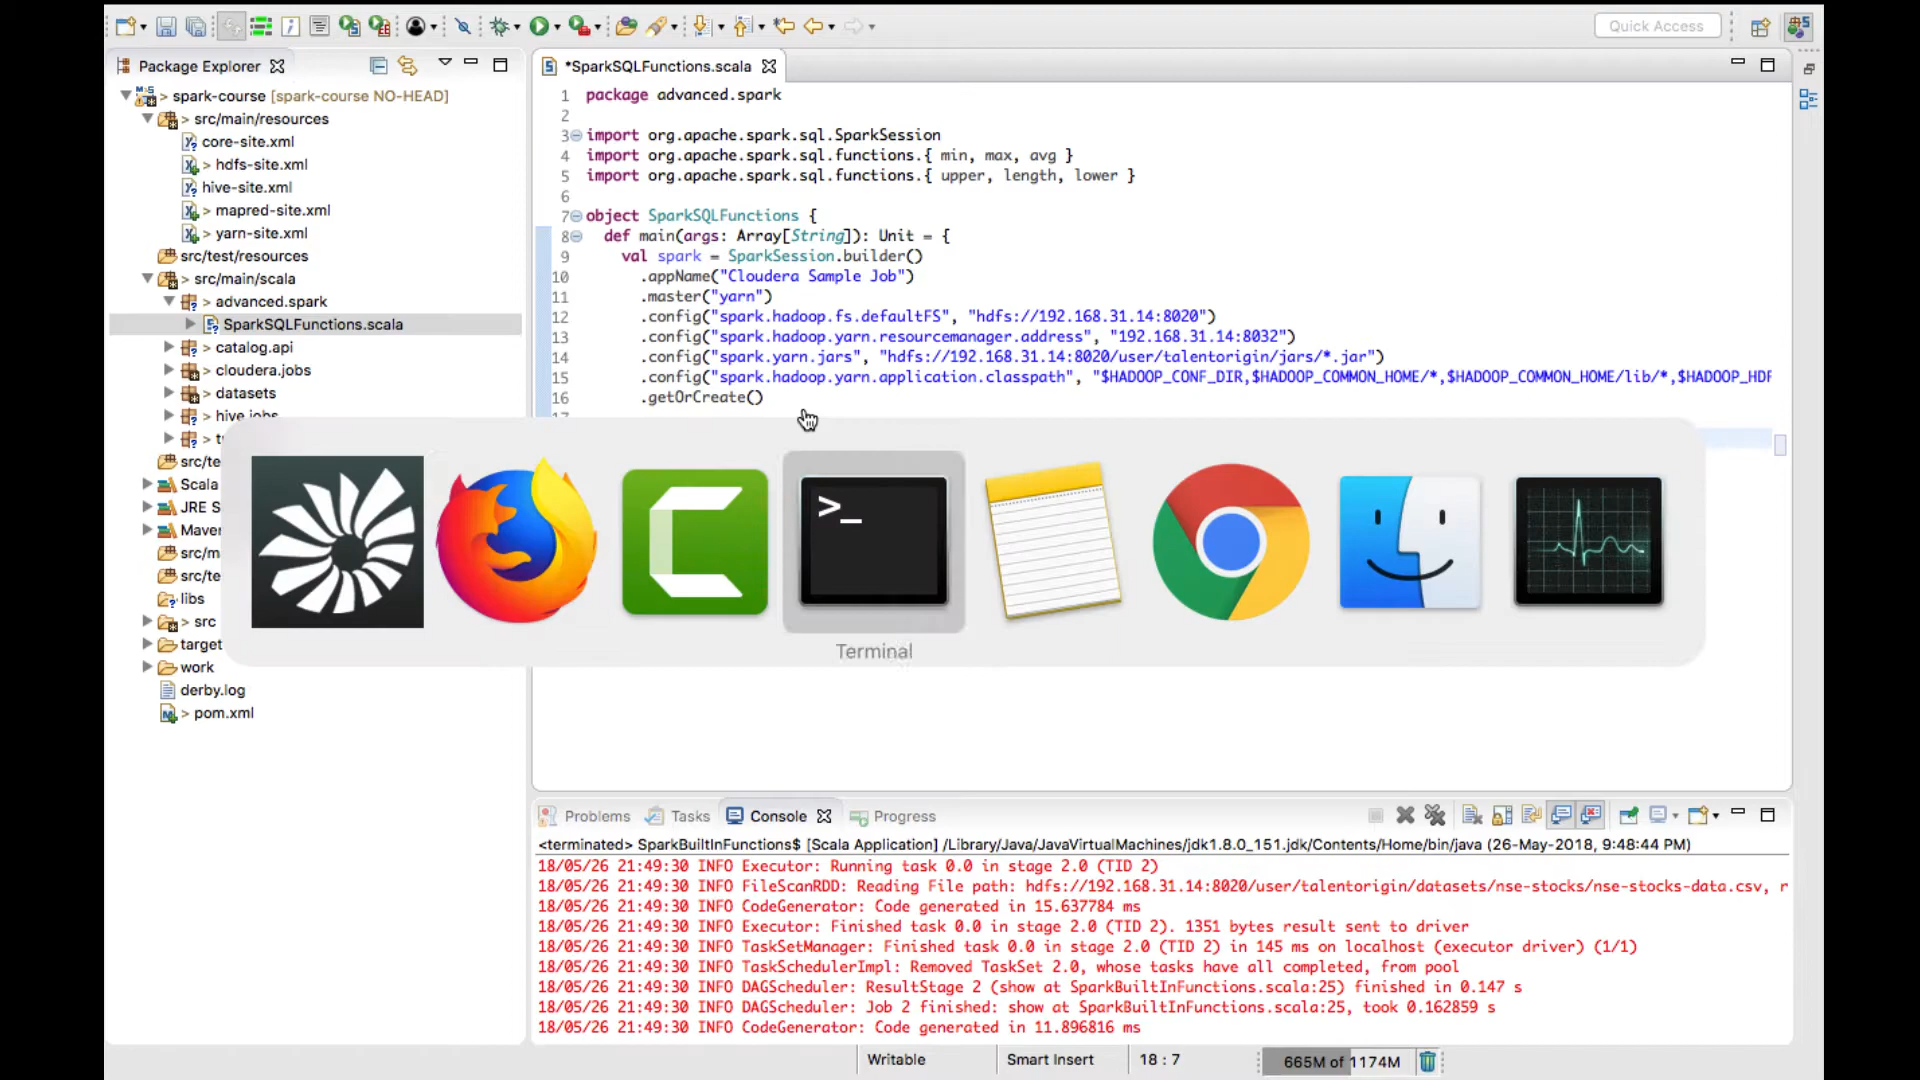 Quick Access
Package Explorer
> spark-course [spark-course NO-HEAD]
> src/main/resources
core-site.xml
> hdfs-site.xml
hive-site.xml
> mapred-site.xml
> yarn-site.xml
src/test/resources
> src/main/scala
> advanced.spark
SparkSQLFunctions.scala
> catalog.api
> cloudera.jobs
> datasets
> hive.jobs
>
src/te
Scala
JRE S
Maven
src/m
src/te
libs
> src
target
work
derby.log
> pom.xml
*SparkSQLFunctions.scala
1 package advanced.spark
2
3 import org.apache.spark.sql.SparkSession
4 import org.apache.spark.sql.functions.{ min, max, avg }
5 import org.apache.spark.sql.functions.{ upper, length, lower }
6
7 object SparkSQLFunctions {
8 def main(args: Array[String]): Unit = {
9 val spark = SparkSession.builder()
10 .appName("Cloudera Sample Job")
11 .master("yarn")
12 .config("spark.hadoop.fs.defaultFS", "hdfs://192.168.31.14:8020")
13 .config("spark.hadoop.yarn.resourcemanager.address", "192.168.31.14:8032")
14 .config("spark.yarn.jars", "hdfs://192.168.31.14:8020/user/talentorigin/jars/*.jar")
15 .config("spark.hadoop.yarn.application.classpath", "$HADOOP_CONF_DIR,$HADOOP_COMMON_HOME/*,$HADOOP_COMMON_HOME/lib/*,$HADOOP_HDF
16 .getOrCreate()
>_
Terminal
Problems Tasks Console Progress
<terminated> SparkBuiltInFunctions$ [Scala Application] /Library/Java/JavaVirtualMachines/jdk1.8.0_151.jdk/Contents/Home/bin/java (26-May-2018, 9:48:44 PM)
18/05/26 21:49:30 INFO Executor: Running task 0.0 in stage 2.0 (TID 2)
18/05/26 21:49:30 INFO FileScanRDD: Reading File path: hdfs://192.168.31.14:8020/user/talentorigin/datasets/nse-stocks/nse-stocks-data.csv, r
18/05/26 21:49:30 INFO CodeGenerator: Code generated in 15.637784 ms
18/05/26 21:49:30 INFO Executor: Finished task 0.0 in stage 2.0 (TID 2). 1351 bytes result sent to driver
18/05/26 21:49:30 INFO TaskSetManager: Finished task 0.0 in stage 2.0 (TID 2) in 145 ms on localhost (executor driver) (1/1)
18/05/26 21:49:30 INFO TaskSchedulerImpl: Removed TaskSet 2.0, whose tasks have all completed, from pool
18/05/26 21:49:30 INFO DAGScheduler: ResultStage 2 (show at SparkBuiltInFunctions.scala:25) finished in 0.147 s
18/05/26 21:49:30 INFO DAGScheduler: Job 2 finished: show at SparkBuiltInFunctions.scala:25, took 0.162859 s
18/05/26 21:49:30 INFO CodeGenerator: Code generated in 11.896816 ms
Writable
Smart Insert
18 : 7
665M of 1174M